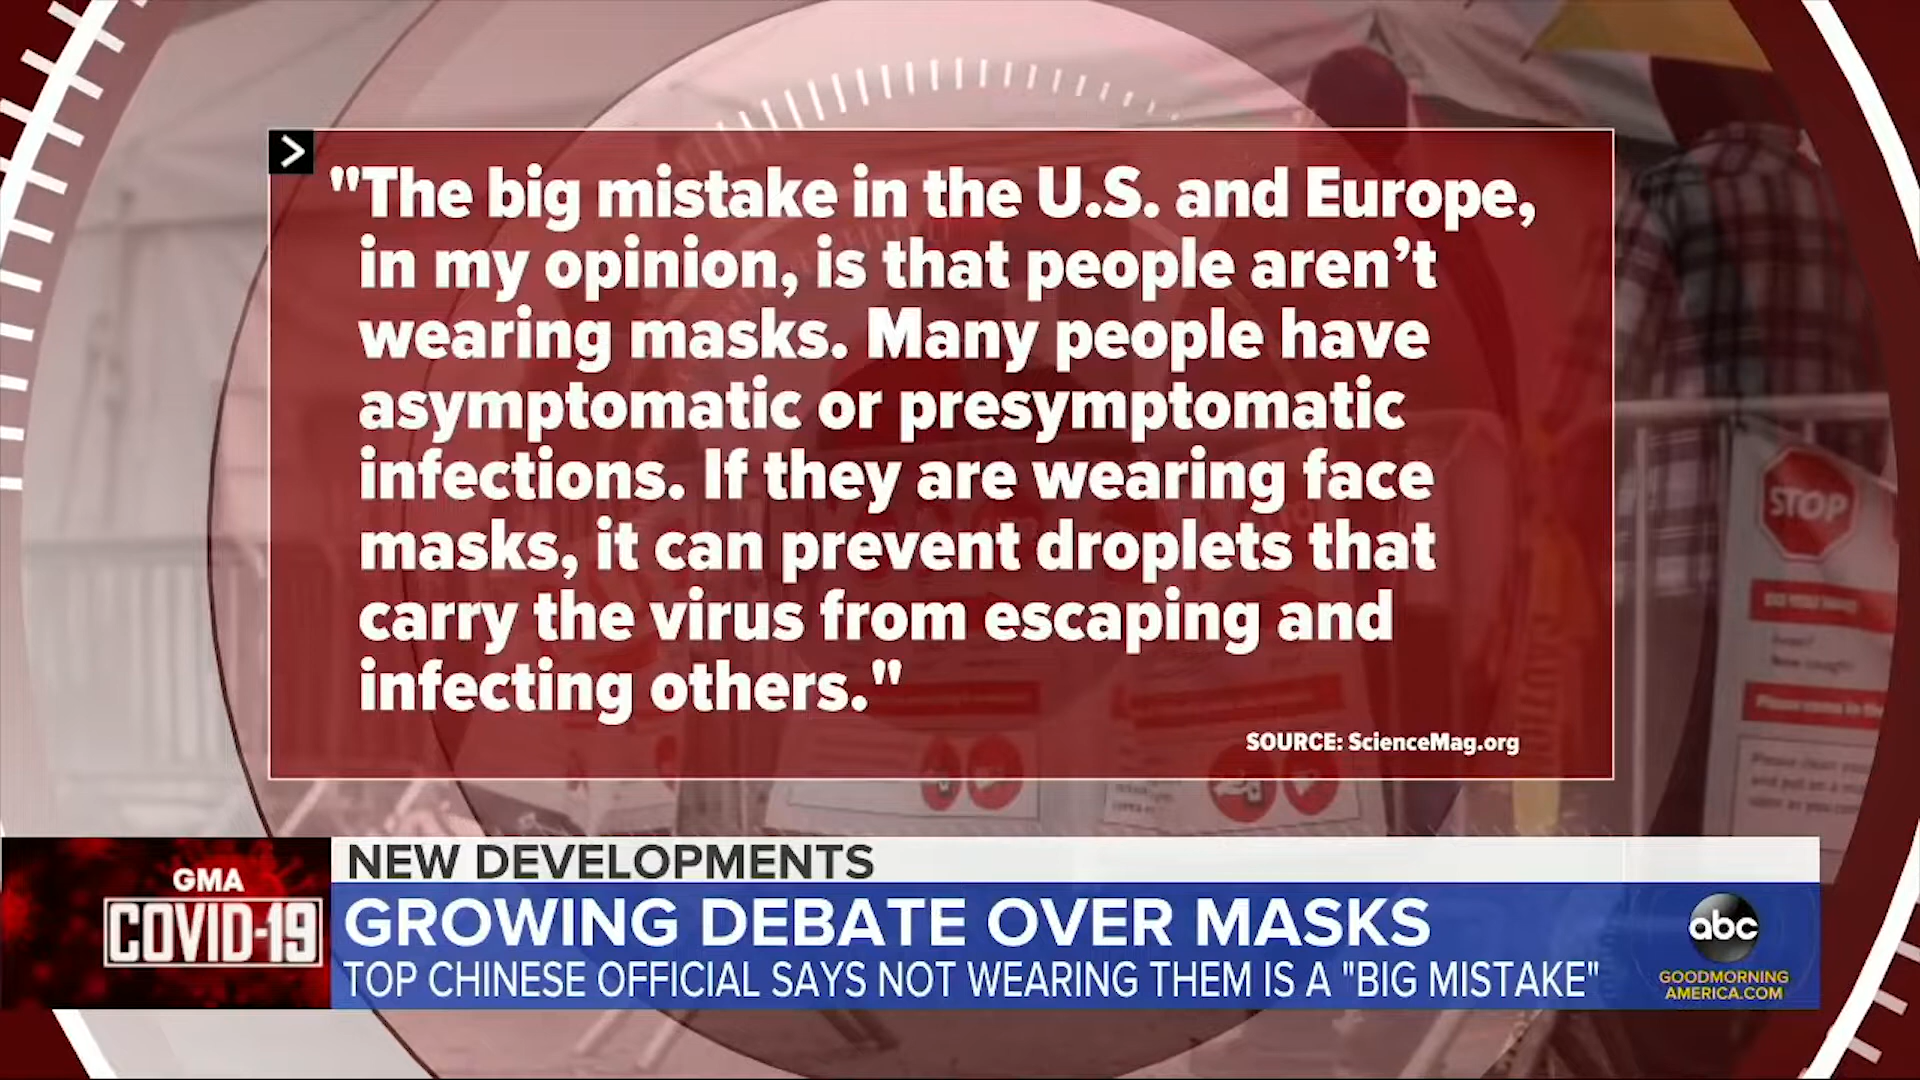 "The big mistake in the U.S. and Europe,
in my opinion, is that people aren’t
wearing masks. Many people have
asymptomatic or presymptomatic
infections. If they are wearing face
masks, it can prevent droplets that
carry the virus from escaping and
infecting others."
SOURCE: ScienceMag.org
STOP
NEW DEVELOPMENTS
GMA
COVID-19
GROWING DEBATE OVER MASKS
TOP CHINESE OFFICIAL SAYS NOT WEARING THEM IS A "BIG MISTAKE"
abc
GOODMORNING
AMERICA.COM